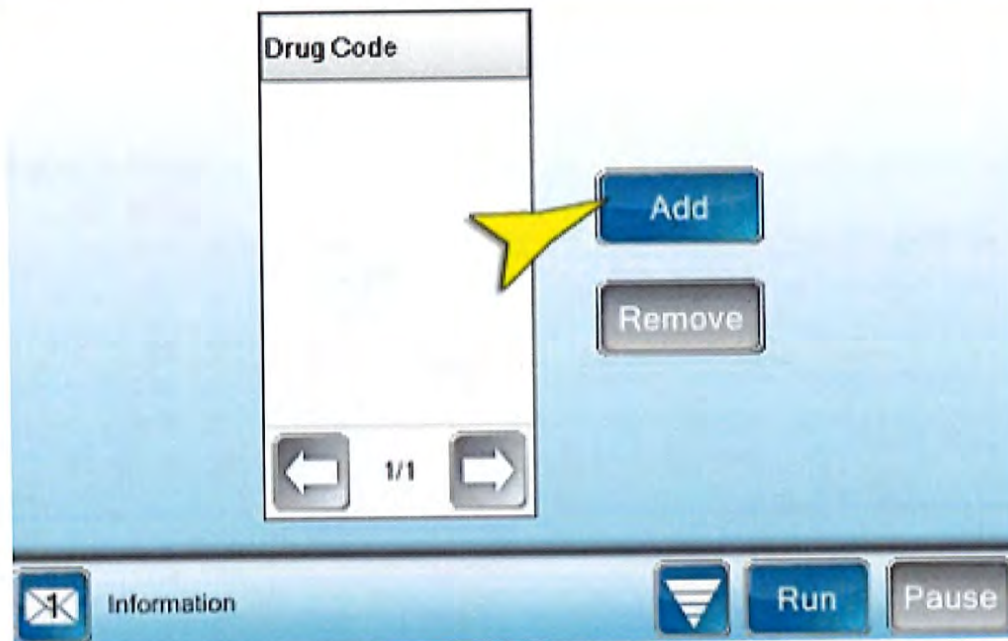 Drug Code
Add
Remove
1/1
1
Information
Run
Pause